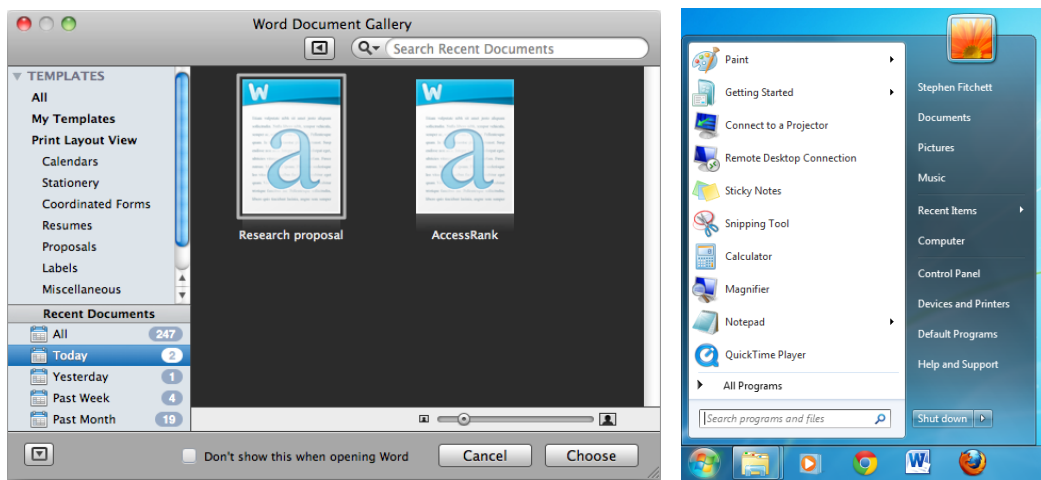 Word Document Gallery
Search Recent Documents
TEMPLATES
All
My Templates
Print Layout View
Calendars
Stationery
Coordinated Forms
Resumes
Proposals
Labels
Miscellaneous
Recent Documents
All 247
Today 2
Yesterday 1
Past Week 4
Past Month 19
W
a
Research proposal
W
a
AccessRank
Don't show this when opening Word
Cancel
Choose
Paint
Getting Started
Connect to a Projector
Remote Desktop Connection
Sticky Notes
Snipping Tool
Calculator
Magnifier
Notepad
QuickTime Player
All Programs
Search programs and files
Stephen Fitchett
Documents
Pictures
Music
Recent Items
Computer
Control Panel
Devices and Printers
Default Programs
Help and Support
Shut down
W